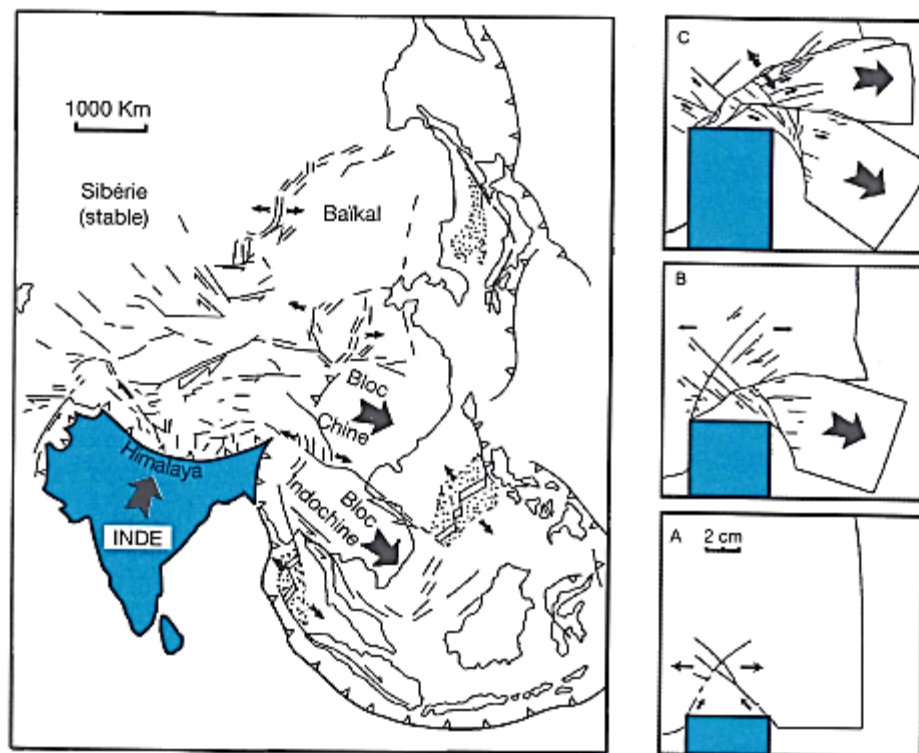 1000 Km
Sibérie
(stable)
Baïkal
Bloc
Chine
Bloc
Indochine
Himalaya
INDE
C
B
A
2 cm